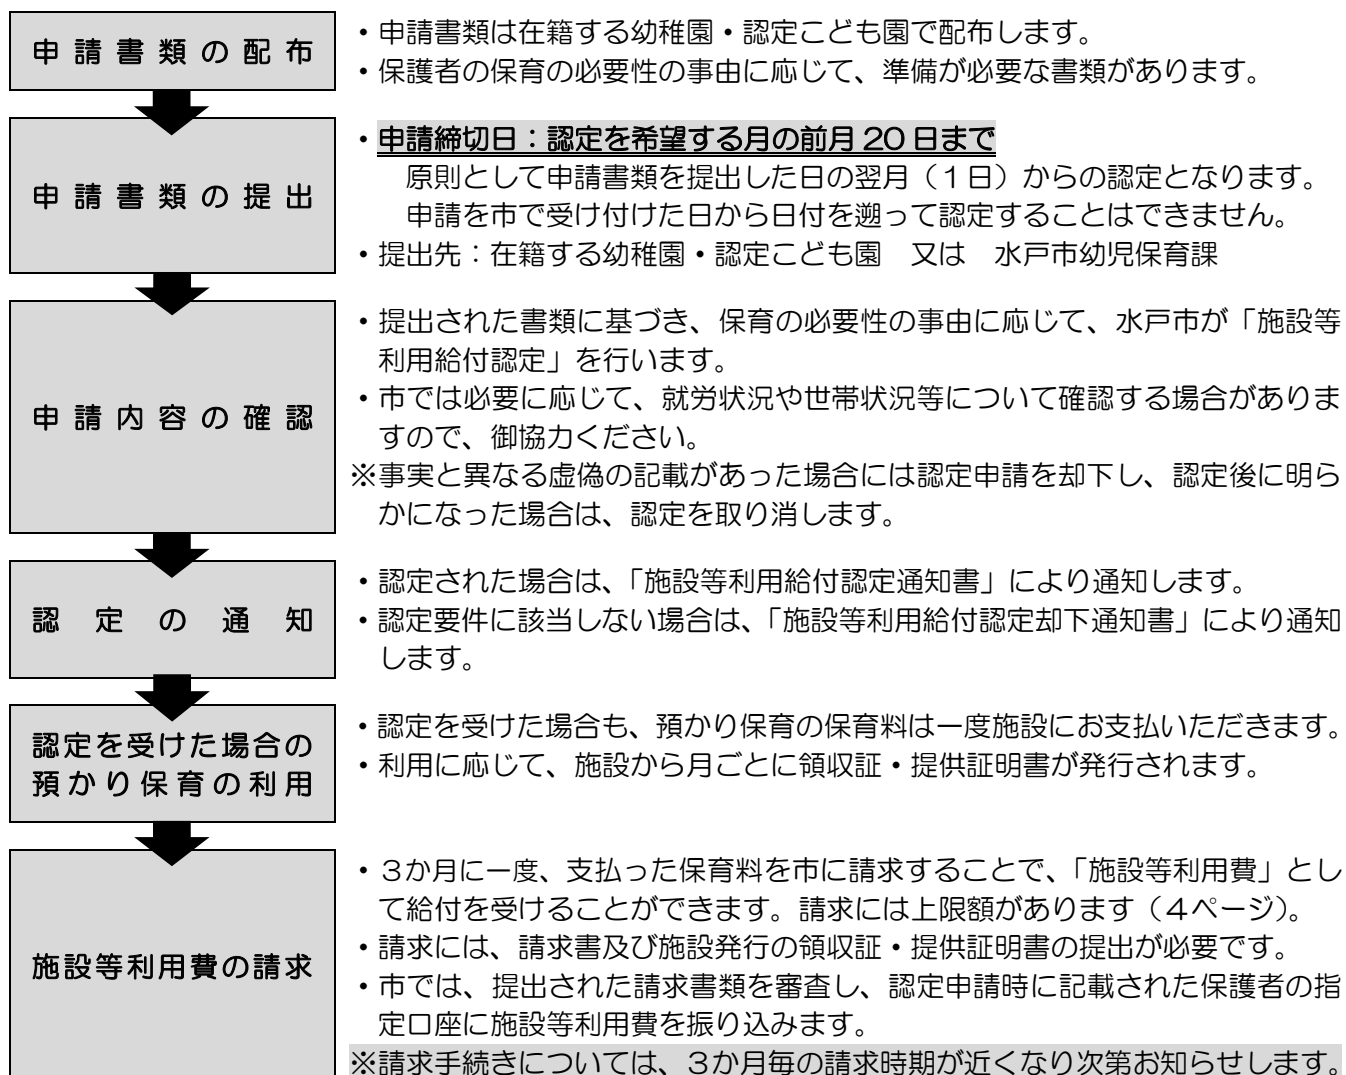 申請書類の配布
・申請書類は在籍する幼稚園・認定こども園で配布します。
・保護者の保育の必要性の事由に応じて、準備が必要な書類があります。
申請書類の提出
・申請締切日：認定を希望する月の前月20日まで
原則として申請書類を提出した日の翌月（１日）からの認定となります。
申請を市で受け付けた日から日付を遡って認定することはできません。
・提出先：在籍する幼稚園・認定こども園　又は　水戸市幼児保育課
申請内容の確認
・提出された書類に基づき、保育の必要性の事由に応じて、水戸市が「施設等
利用給付認定」を行います。
・市では必要に応じて、就労状況や世帯状況等について確認する場合がありま
すので、御協力ください。
※事実と異なる虚偽の記載があった場合には認定申請を却下し、認定後に明ら
かになった場合は、認定を取り消します。
認定の通知
・認定された場合は、「施設等利用給付認定通知書」により通知します。
・認定要件に該当しない場合は、「施設等利用給付認定却下通知書」により通知
します。
認定を受けた場合の
預かり保育の利用
・認定を受けた場合も、預かり保育の保育料は一度施設にお支払いただきます。
・利用に応じて、施設から月ごとに領収証・提供証明書が発行されます。
施設等利用費の請求
・３か月に一度、支払った保育料を市に請求することで、「施設等利用費」とし
て給付を受けることができます。請求には上限額があります（４ページ）。
・請求には、請求書及び施設発行の領収証・提供証明書の提出が必要です。
・市では、提出された請求書類を審査し、認定申請時に記載された保護者の指
定口座に施設等利用費を振り込みます。
※請求手続きについては、３か月毎の請求時期が近くなり次第お知らせします。